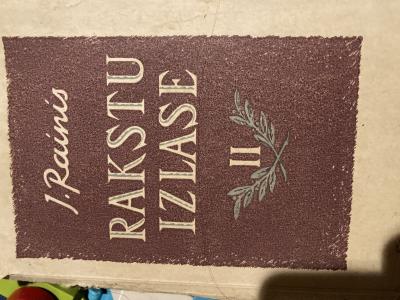 J. Rainis
RAKSTU
IZLASE
II